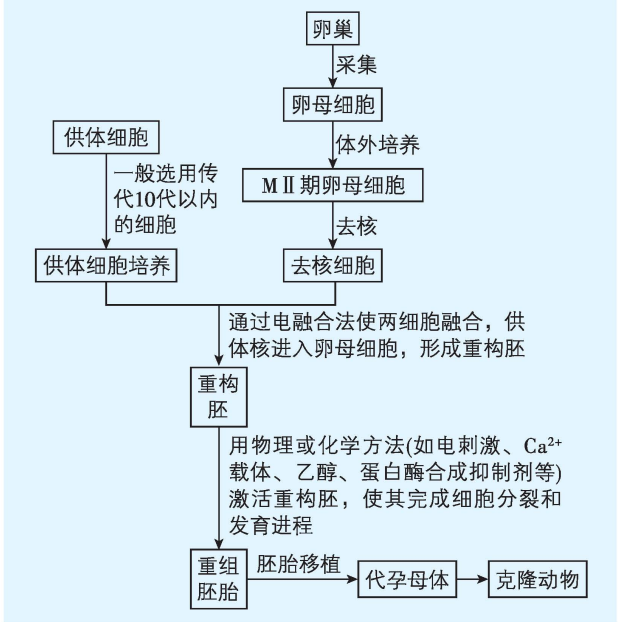 卵巢
采集
卵母细胞
供体细胞
体外培养
一般选用传
代10代以内
的细胞
MⅡ期卵母细胞
去核
供体细胞培养
去核细胞
通过电融合法使两细胞融合，供
体核进入卵母细胞，形成重构胚
重构
胚
用物理或化学方法(如电刺激、Ca²⁺
载体、乙醇、蛋白酶合成抑制剂等)
激活重构胚，使其完成细胞分裂和
发育进程
重组
胚胎
胚胎移植
代孕母体
克隆动物